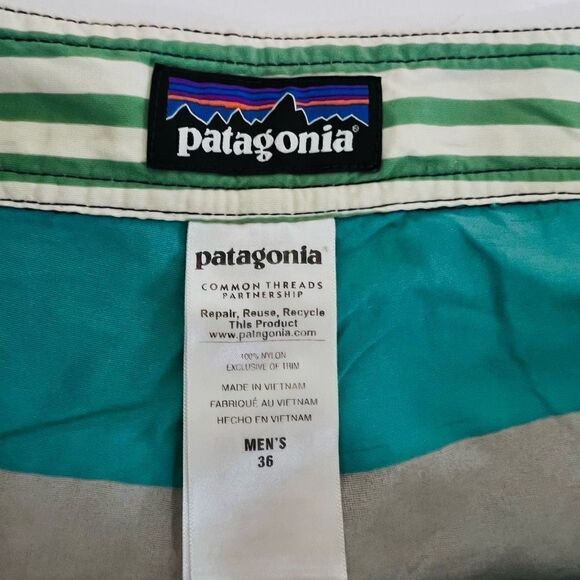 patagonia®
patagonia®
COMMON THREADS
PARTNERSHIP
Repair, Reuse, Recycle
This Product
www.patagonia.com
100% NYLON
EXCLUSIVE OF TRIM
MADE IN VIETNAM
FABRIQUÉ AU VIETNAM
HECHO EN VIETNAM
MEN'S
36